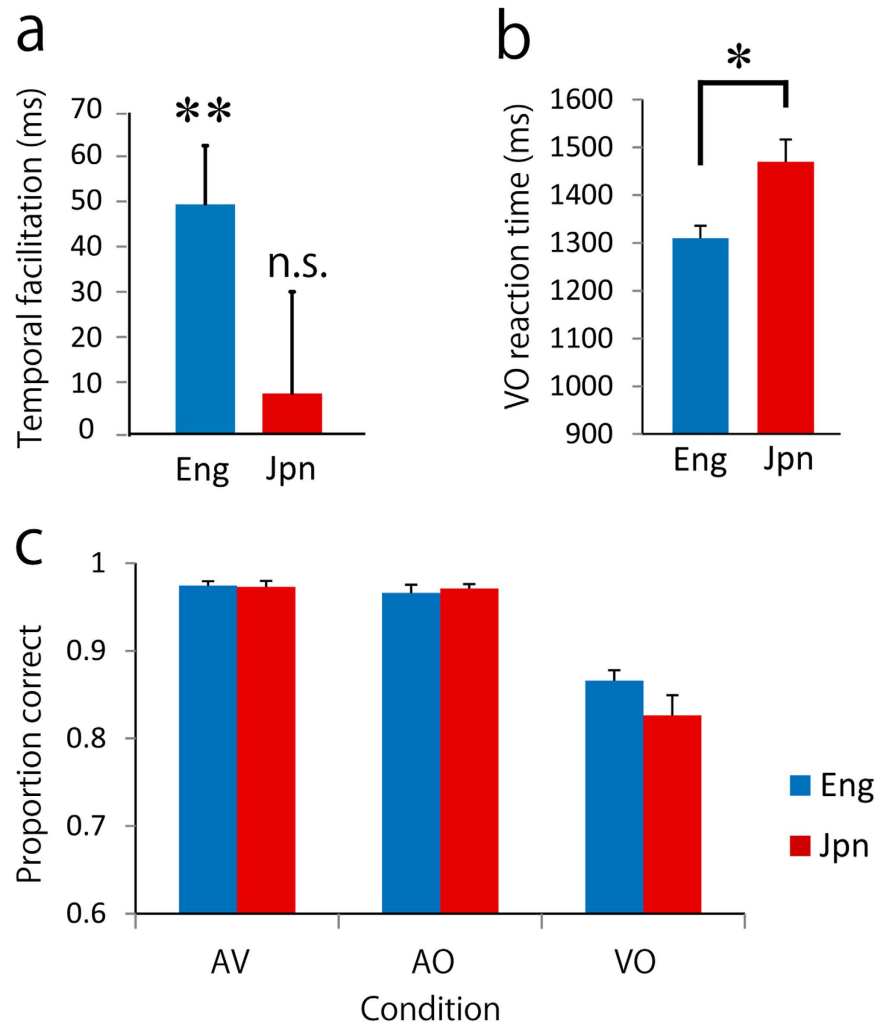 a
Temporal facilitation (ms)
70
60
50
40
30
20
10
0
**
n.s.
Eng
Jpn
b
VO reaction time (ms)
1600
1500
1400
1300
1200
1100
1000
900
*
Eng
Jpn
c
Proportion correct
1
0.9
0.8
0.7
0.6
AV
AO
VO
Condition
Eng
Jpn